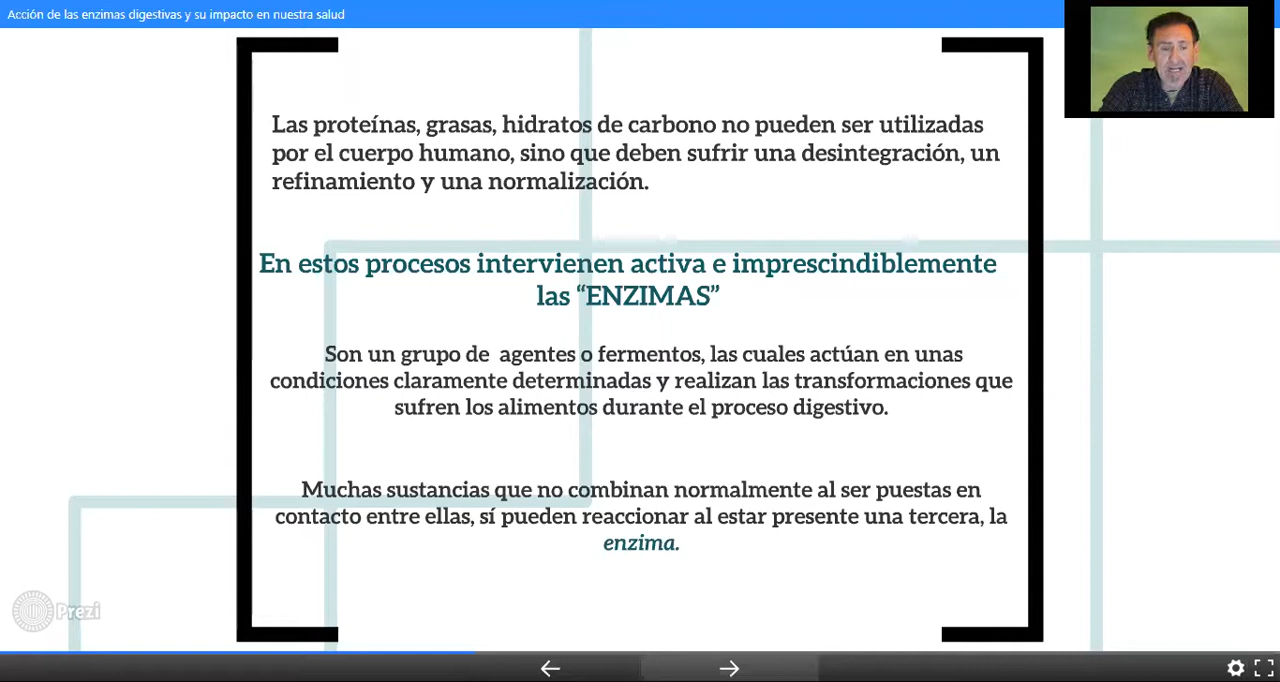 Acción de las enzimas digestivas y su impacto en nuestra salud
Las proteínas, grasas, hidratos de carbono no pueden ser utilizadas
por el cuerpo humano, sino que deben sufrir una desintegración, un
refinamiento y una normalización.
En estos procesos intervienen activa e imprescindiblemente
las “ENZIMAS”
Son un grupo de agentes o fermentos, las cuales actúan en unas
condiciones claramente determinadas y realizan las transformaciones que
sufren los alimentos durante el proceso digestivo.
Muchas sustancias que no combinan normalmente al ser puestas en
contacto entre ellas, sí pueden reaccionar al estar presente una tercera, la
enzima.
Prezi